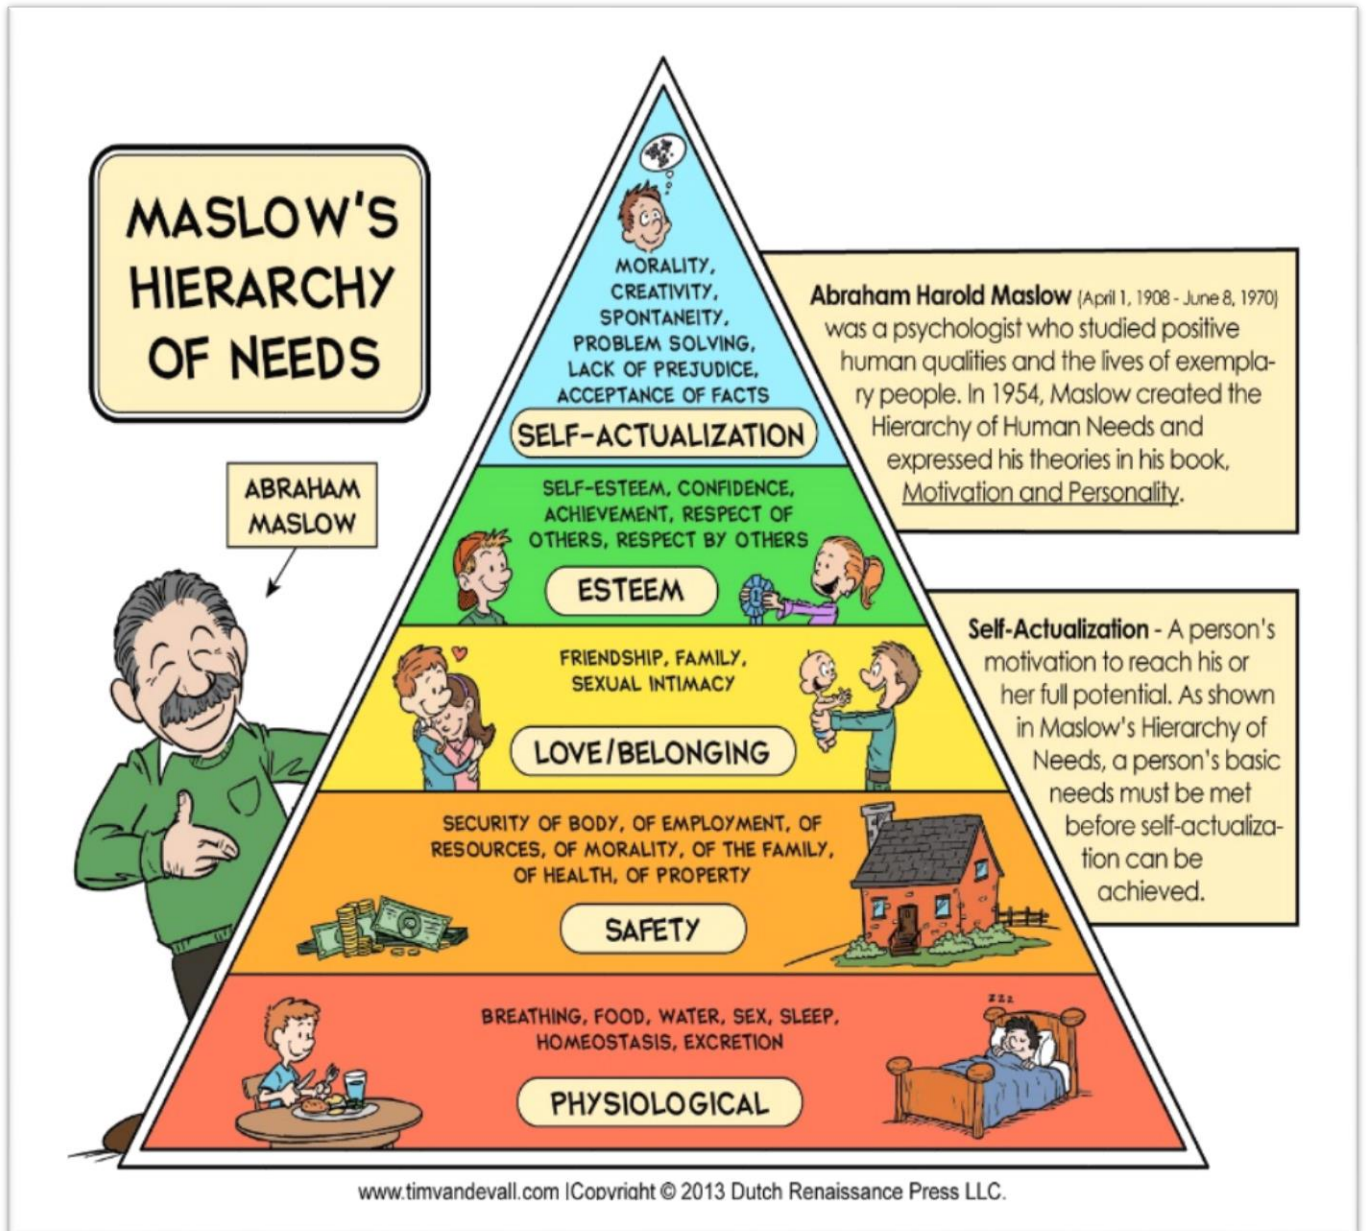 MASLOW'S
HIERARCHY
OF NEEDS
ABRAHAM
MASLOW
MORALITY,
CREATIVITY,
SPONTANEITY,
PROBLEM SOLVING,
LACK OF PREJUDICE,
ACCEPTANCE OF FACTS
SELF-ACTUALIZATION
SELF-ESTEEM, CONFIDENCE,
ACHIEVEMENT, RESPECT OF
OTHERS, RESPECT BY OTHERS
ESTEEM
1
FRIENDSHIP, FAMILY,
SEXUAL INTIMACY
LOVE/BELONGING
SECURITY OF BODY, OF EMPLOYMENT, OF
RESOURCES, OF MORALITY, OF THE FAMILY,
OF HEALTH, OF PROPERTY
SAFETY
BREATHING, FOOD, WATER, SEX, SLEEP,
HOMEOSTASIS, EXCRETION
zzz
PHYSIOLOGICAL
Abraham Harold Maslow (April 1, 1908 - June 8, 1970)
was a psychologist who studied positive
human qualities and the lives of exempla-
ry people. In 1954, Maslow created the
Hierarchy of Human Needs and
expressed his theories in his book,
Motivation and Personality.
Self-Actualization - A person's
motivation to reach his or
her full potential. As shown
in Maslow's Hierarchy of
Needs, a person's basic
needs must be met
before self-actualiza-
tion can be
achieved.
www.timvandevall.com |Copyright © 2013 Dutch Renaissance Press LLC.